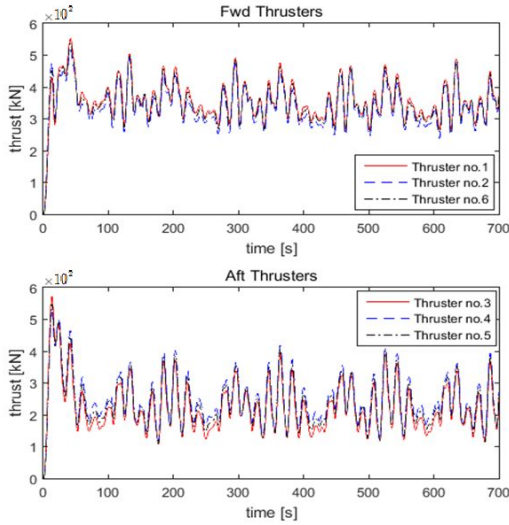 Fwd Thrusters
×10²
thrust [kN]
6
5
4
3
2
1
0
0 100 200 300 400 500 600 700
time [s]
Thruster no.1
Thruster no.2
Thruster no.6
Aft Thrusters
×10²
thrust [kN]
6
5
4
3
2
1
0
0 100 200 300 400 500 600 700
time [s]
Thruster no.3
Thruster no.4
Thruster no.5